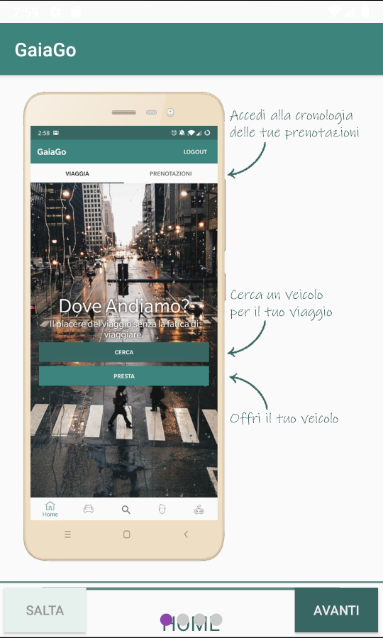 GaiaGo
Accedi alla cronologia
delle tue prenotazioni
2:58
GaiaGo
LOGOUT
VIAGGIA
PRENOTAZIONI
Dove Andiamo?
Il piacere del viaggio senza la fatica di
viaggiare.
Cerca un veicolo
per il tuo viaggio
CERCA
PRESTA
Offri il tuo veicolo
Home
SALTA
HOME
AVANTI